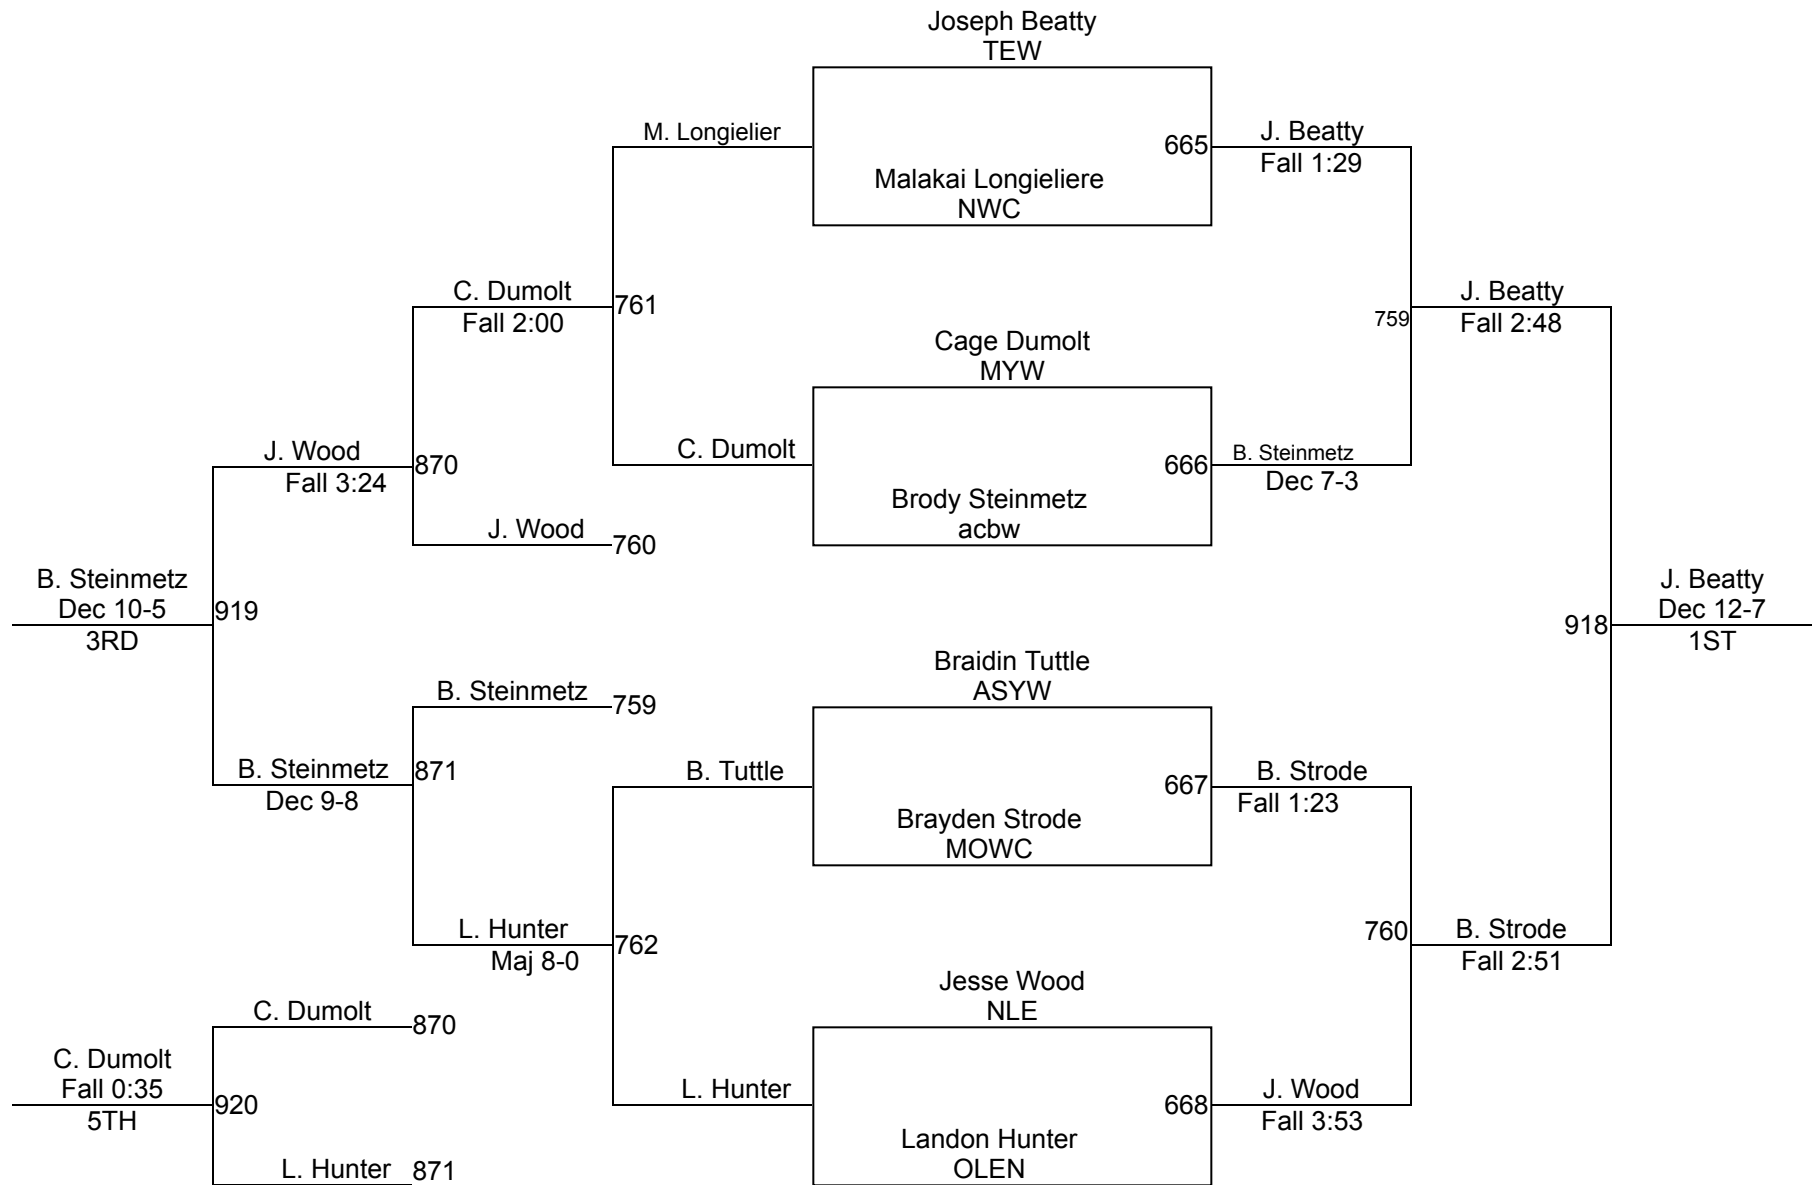 Joseph Beatty
TEW
M. Longielier
665
J. Beatty
Fall 1:29
Malakai Longieliere
NWC
C. Dumolt
Fall 2:00
761
759
J. Beatty
Fall 2:48
Cage Dumolt
MYW
J. Wood
Fall 3:24
870
C. Dumolt
666
B. Steinmetz
Dec 7-3
Brody Steinmetz
acbw
J. Wood
760
B. Steinmetz
Dec 10-5
3RD
919
918
J. Beatty
Dec 12-7
1ST
Braidin Tuttle
ASYW
B. Steinmetz
759
B. Steinmetz
Dec 9-8
871
B. Tuttle
667
B. Strode
Fall 1:23
Brayden Strode
MOWC
L. Hunter
Maj 8-0
762
760
B. Strode
Fall 2:51
Jesse Wood
NLE
C. Dumolt
870
C. Dumolt
Fall 0:35
5TH
920
L. Hunter
668
J. Wood
Fall 3:53
Landon Hunter
OLEN
L. Hunter
871